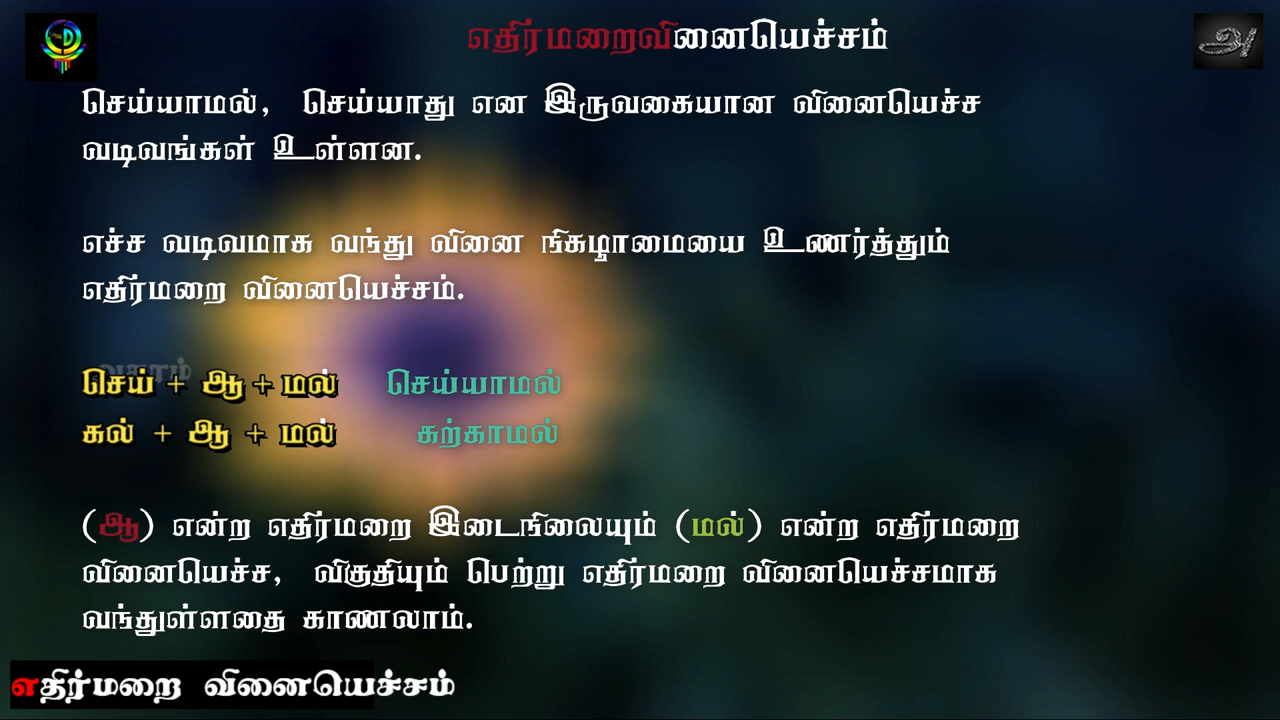 எதிர்மறைவினையெச்சம்
செய்யாமல், செய்யாது என இருவகையான வினையெச்ச
வடிவங்கள் உள்ளன.
எச்ச வடிவமாக வந்து வினை நிகழாமையை உணர்த்தும்
எதிர்மறை வினையெச்சம்.
செய் + ஆ + மல் செய்யாமல்
கல் + ஆ + மல் கற்காமல்
(ஆ) என்ற எதிர்மறை இடைநிலையும் (மல்) என்ற எதிர்மறை
வினையெச்ச, விகுதியும் பெற்று எதிர்மறை வினையெச்சமாக
வந்துள்ளதை காணலாம்.
எதிர்மறை வினையெச்சம்